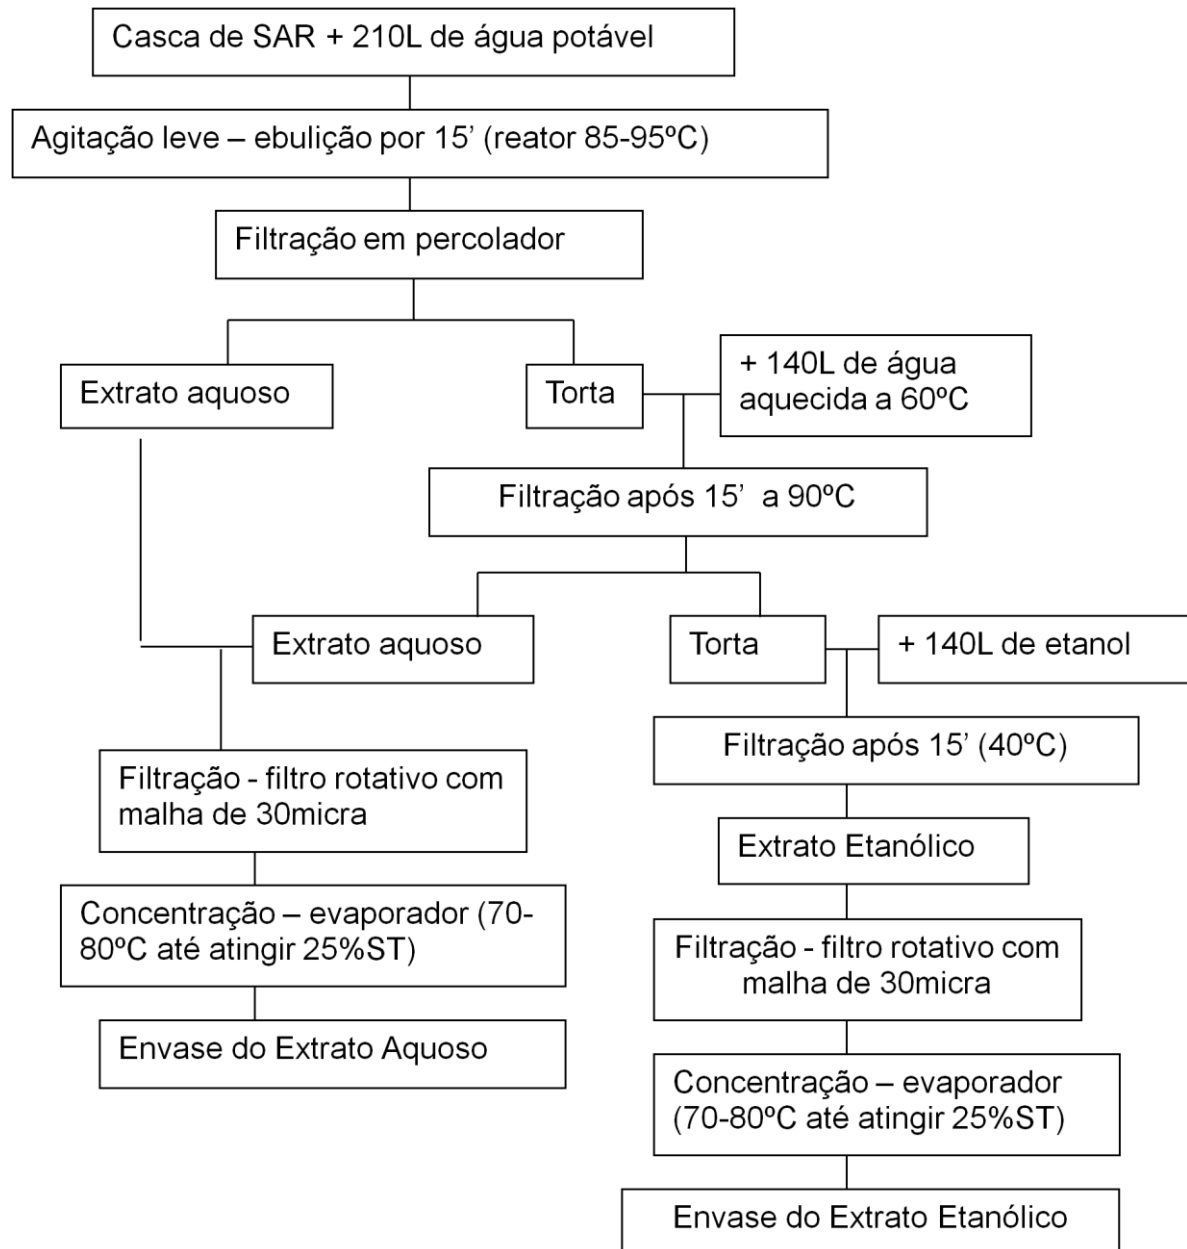 Casca de SAR + 210L de água potável
Agitação leve – ebulição por 15’ (reator 85-95ºC)
Filtração em percolador
Extrato aquoso
Torta
+ 140L de água
aquecida a 60ºC
Filtração após 15’ a 90ºC
Extrato aquoso
Torta
+ 140L de etanol
Filtração após 15’ (40ºC)
Filtração - filtro rotativo com
malha de 30micra
Extrato Etanólico
Concentração – evaporador (70-
80ºC até atingir 25%ST)
Filtração - filtro rotativo com
malha de 30micra
Envase do Extrato Aquoso
Concentração – evaporador
(70-80ºC até atingir 25%ST)
Envase do Extrato Etanólico